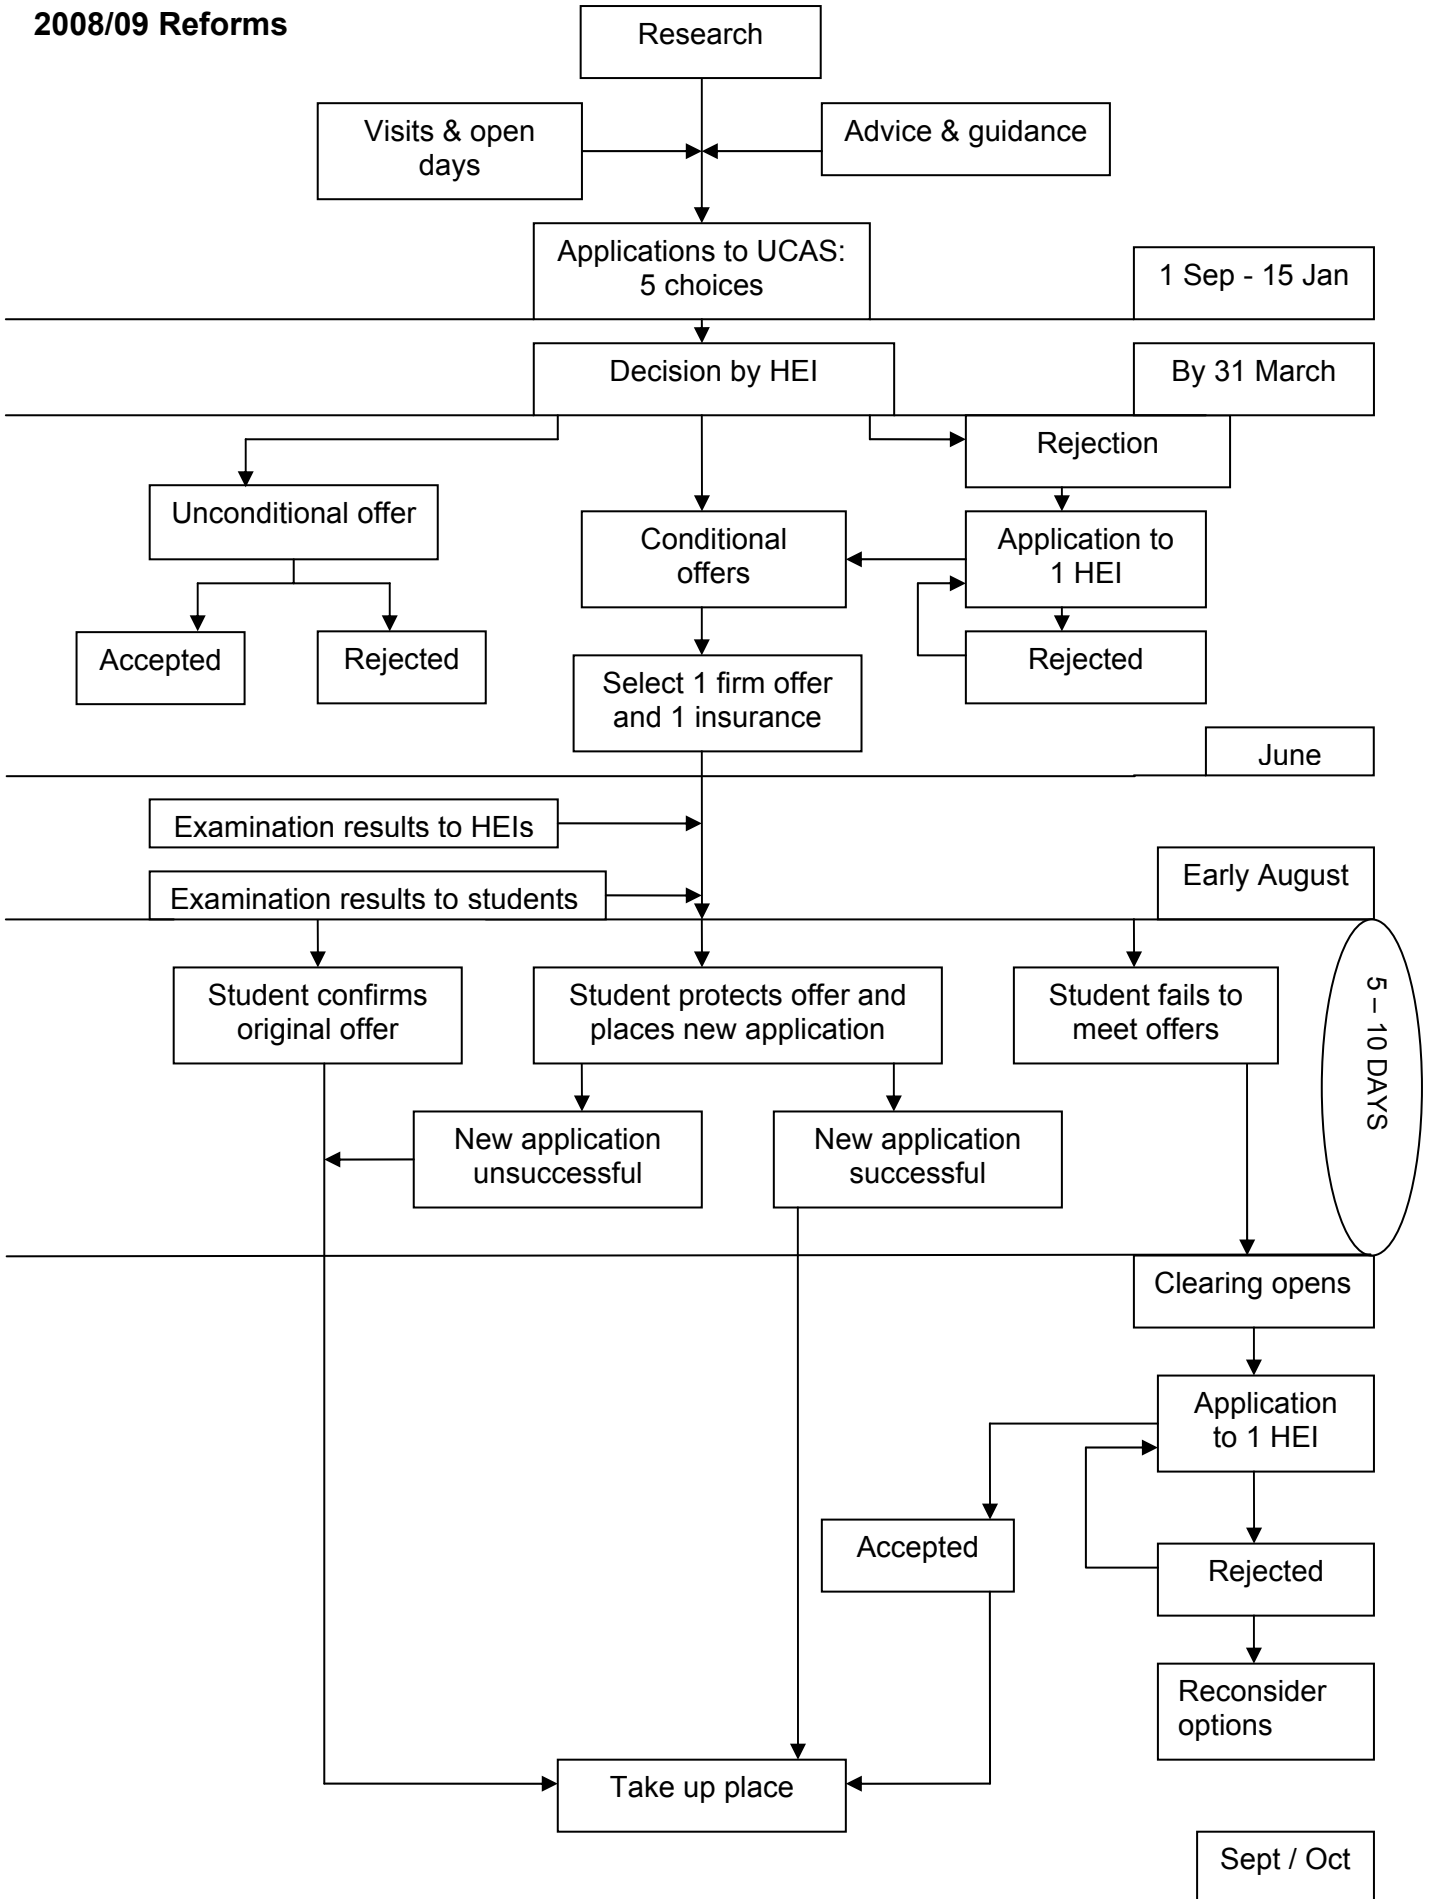 2008/09 Reforms
Research
Visits & open
days
Advice & guidance
Applications to UCAS:
5 choices
1 Sep - 15 Jan
Decision by HEI
By 31 March
Rejection
Unconditional offer
Conditional
offers
Application to
1 HEI
Accepted
Rejected
Rejected
Select 1 firm offer
and 1 insurance
June
Examination results to HEIs
Examination results to students
Early August
Student confirms
original offer
Student protects offer and
places new application
Student fails to
meet offers
5 – 10 DAYS
New application
unsuccessful
New application
successful
Clearing opens
Application
to 1 HEI
Accepted
Rejected
Reconsider
options
Take up place
Sept / Oct